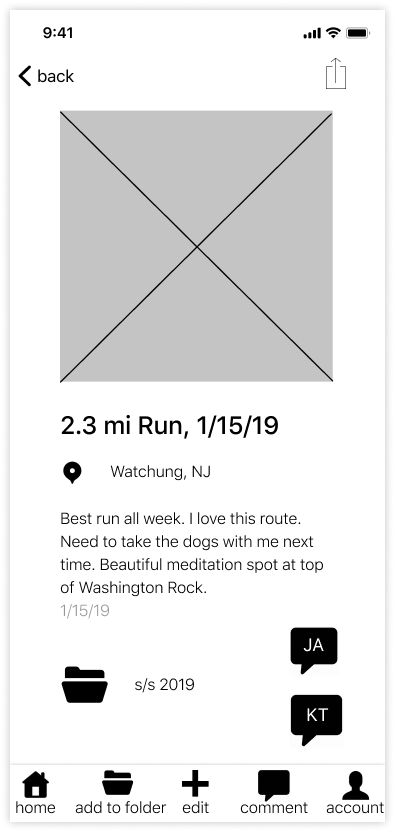 9:41
back
2.3 mi Run, 1/15/19
Watchung, NJ
Best run all week. I love this route.
Need to take the dogs with me next
time. Beautiful meditation spot at top
of Washington Rock.
1/15/19
JA
s/s 2019
KT
home add to folder edit comment account